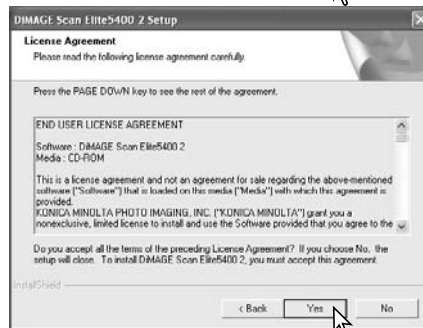 DiMAGE Scan Elite5400 2 Setup
License Agreement
Please read the following license agreement carefully.
Press the PAGE DOWN key to see the rest of the agreement.
END USER LICENSE AGREEMENT
Software : DiMAGE Scan Elite5400 2
Media : CD-ROM
This is a license agreement and not an agreement for sale regarding the above-mentioned
software ["Software"] that is loaded on this media ["Media"] with which this agreement is
provided.
KONICA MINOLTA PHOTO IMAGING, INC. ["KONICA MINOLTA"] grant you a
nonexclusive, limited license to install and use the Software provided that you agree to the
Do you accept all the terms of the preceding License Agreement? If you choose No, the
setup will close. To install DiMAGE Scan Elite5400 2, you must accept this agreement.
InstallShield
< Back
Yes
No